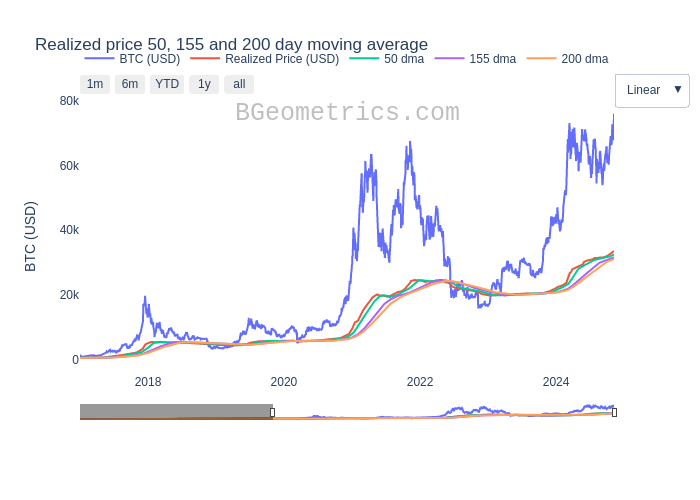 Realized price 50, 155 and 200 day moving average
BTC (USD) Realized Price (USD) 50 dma 155 dma 200 dma
1m 6m YTD 1y all
Linear ▼
BGeometrics.com
80k
60k
40k
20k
0
BTC (USD)
2018 2020 2022 2024